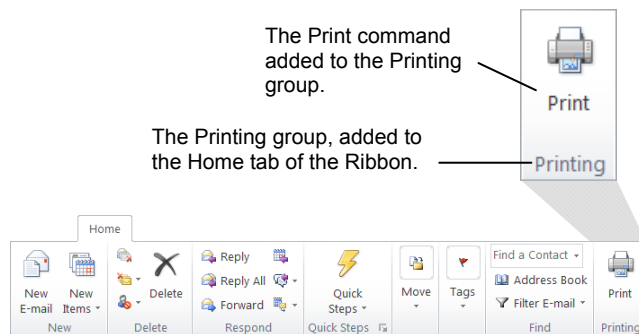 The Print command
added to the Printing
group.
Print
The Printing group, added to
the Home tab of the Ribbon.
Printing
Home
New
E-mail
New
Items
Delete
Reply
Reply All
Forward
Quick
Steps
Move
Tags
Find a Contact
Address Book
Filter E-mail
Print
New
Delete
Respond
Quick Steps
Find
Printing